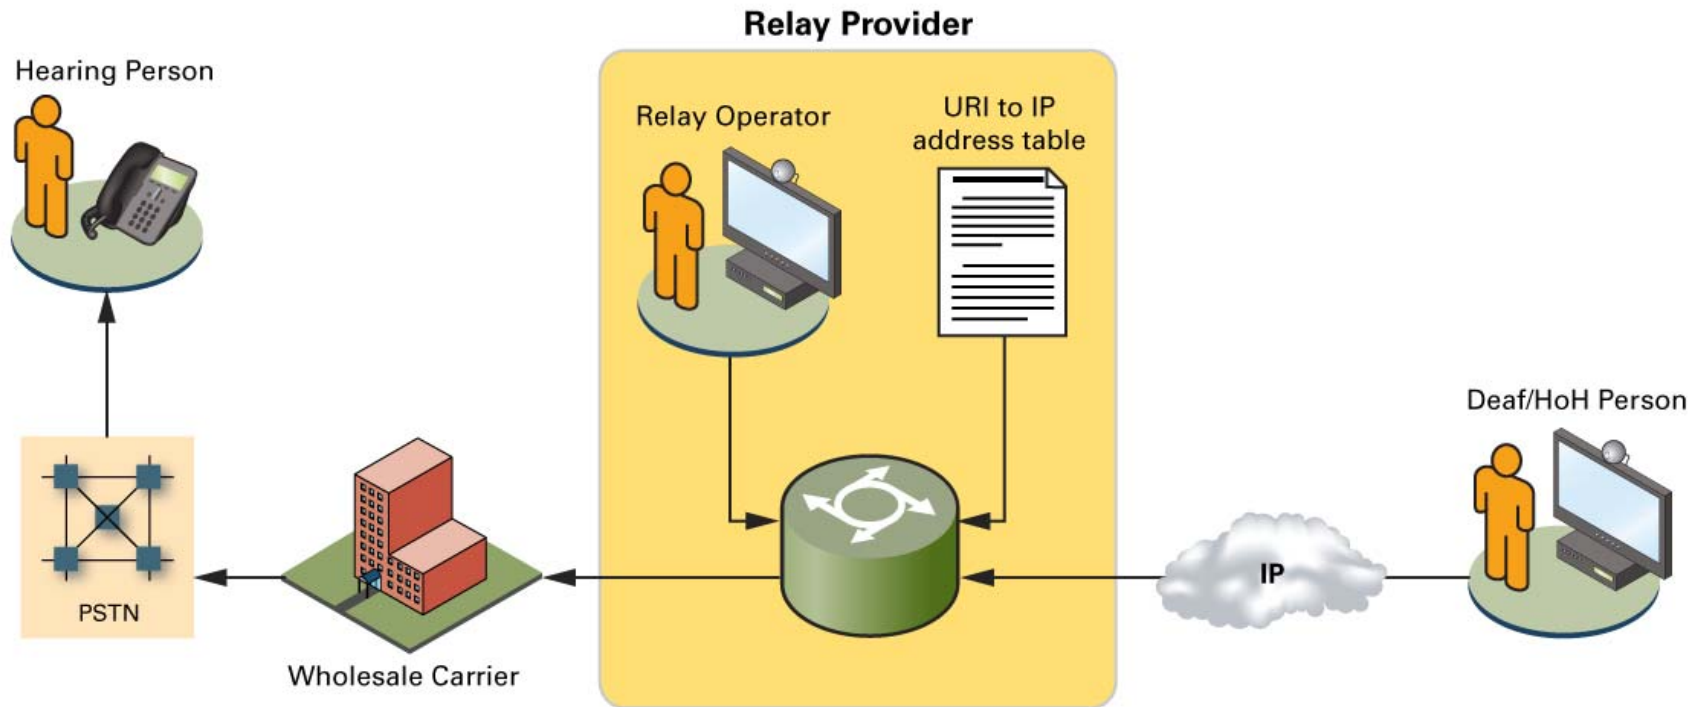 Relay Provider
Hearing Person
Relay Operator
URI to IP
address table
Deaf/HoH Person
IP
PSTN
Wholesale Carrier